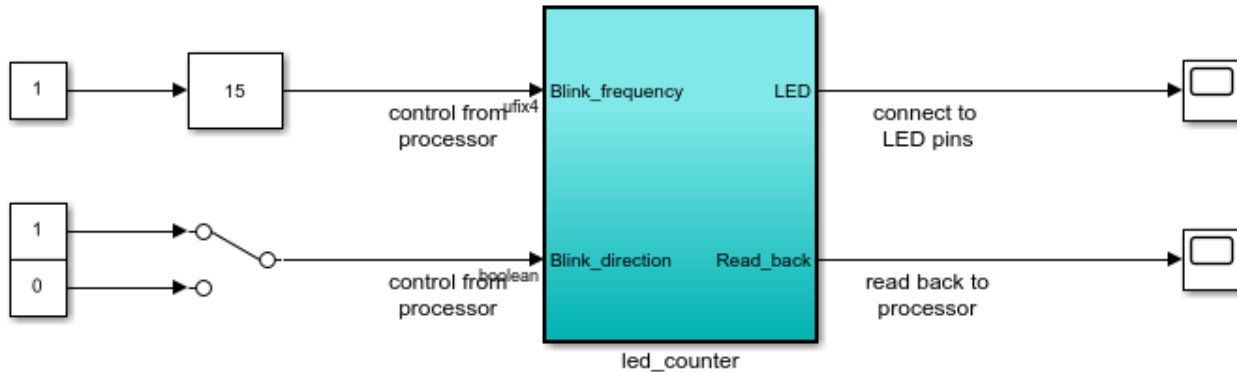 1
15
control from
processor
ufix4
Blink_frequency
LED
connect to
LED pins
1
0
control from
processor
boolean
Blink_direction
Read_back
read back to
processor
led_counter